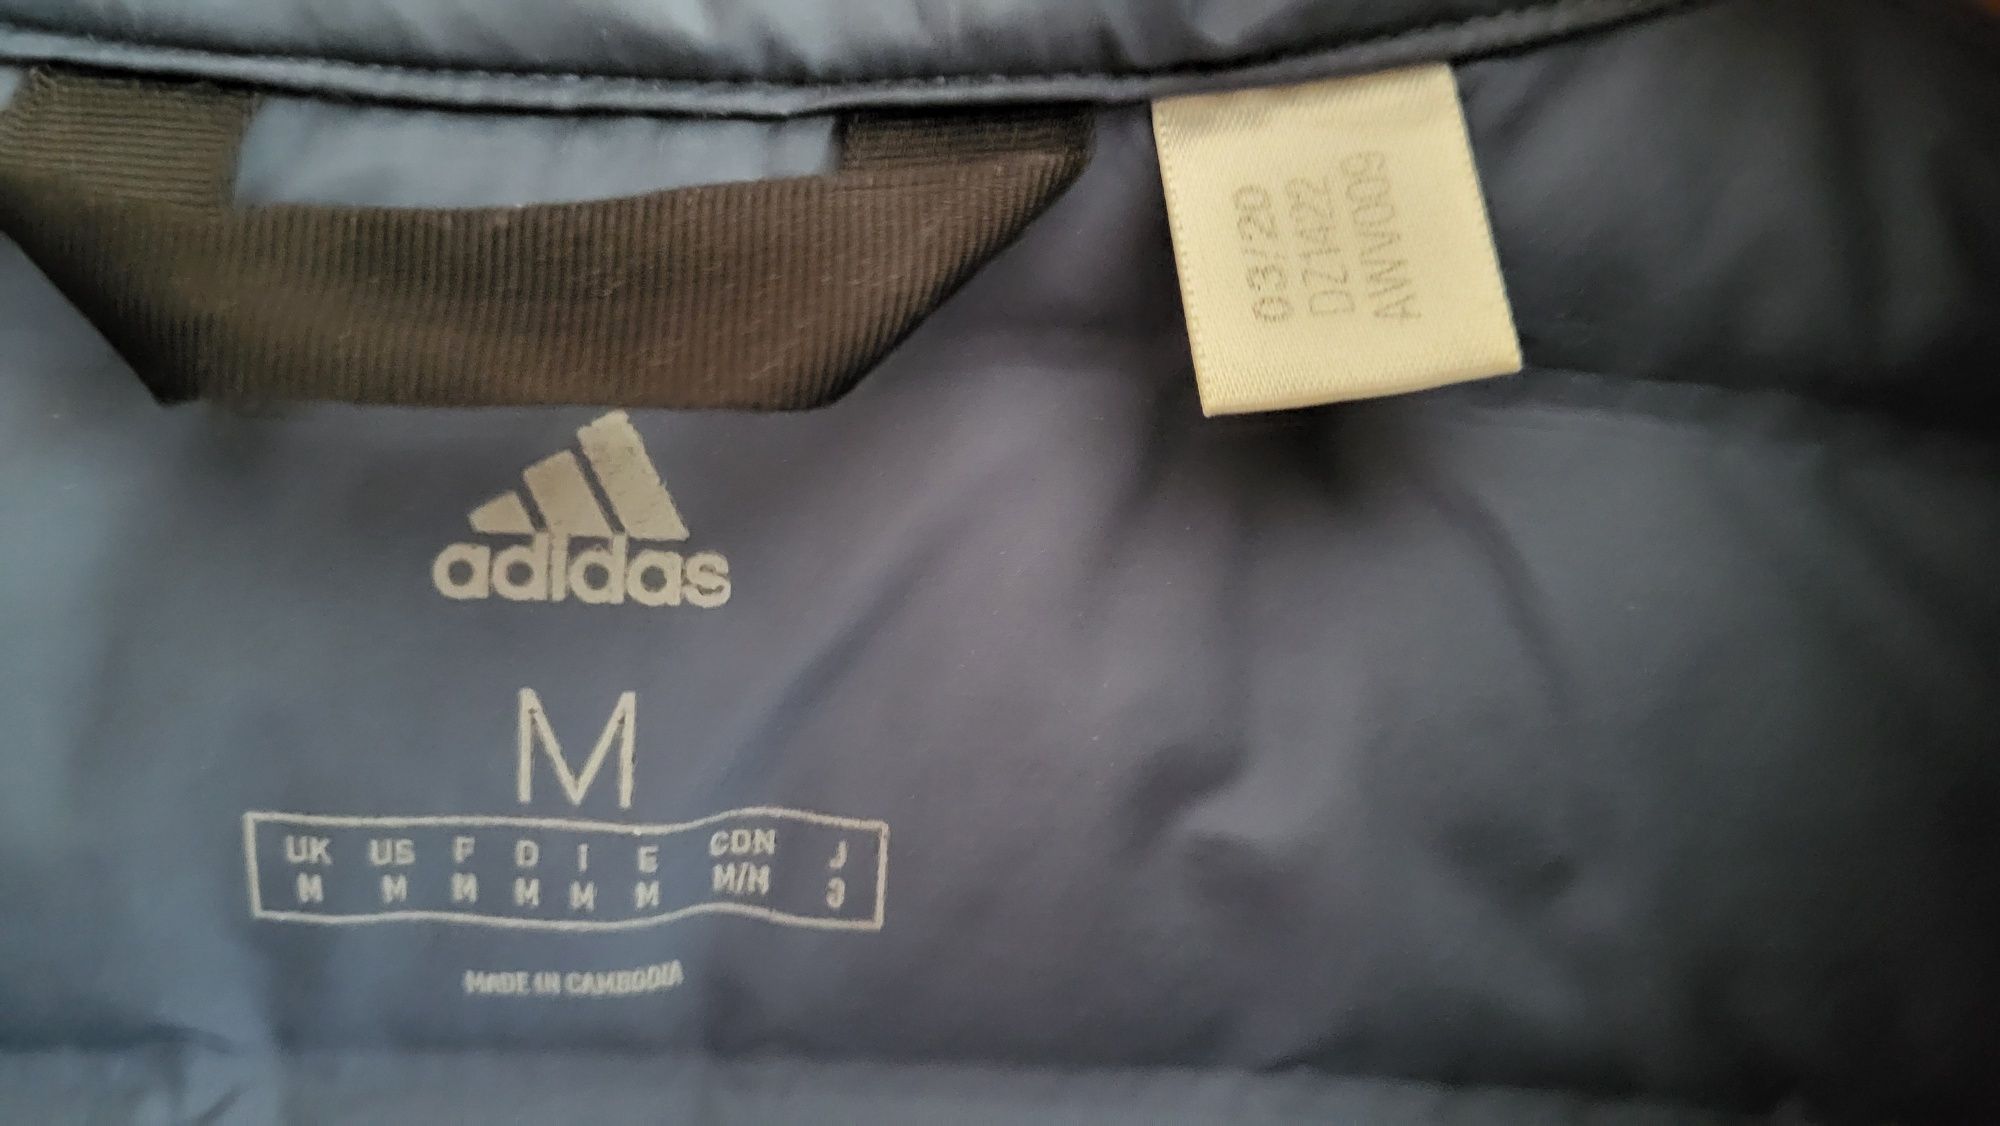 03/20
DZ1422
AWV009
adidas
M
UK US F D I E CDN J
M M M M M M M/M 3
MADE IN CAMBODIA